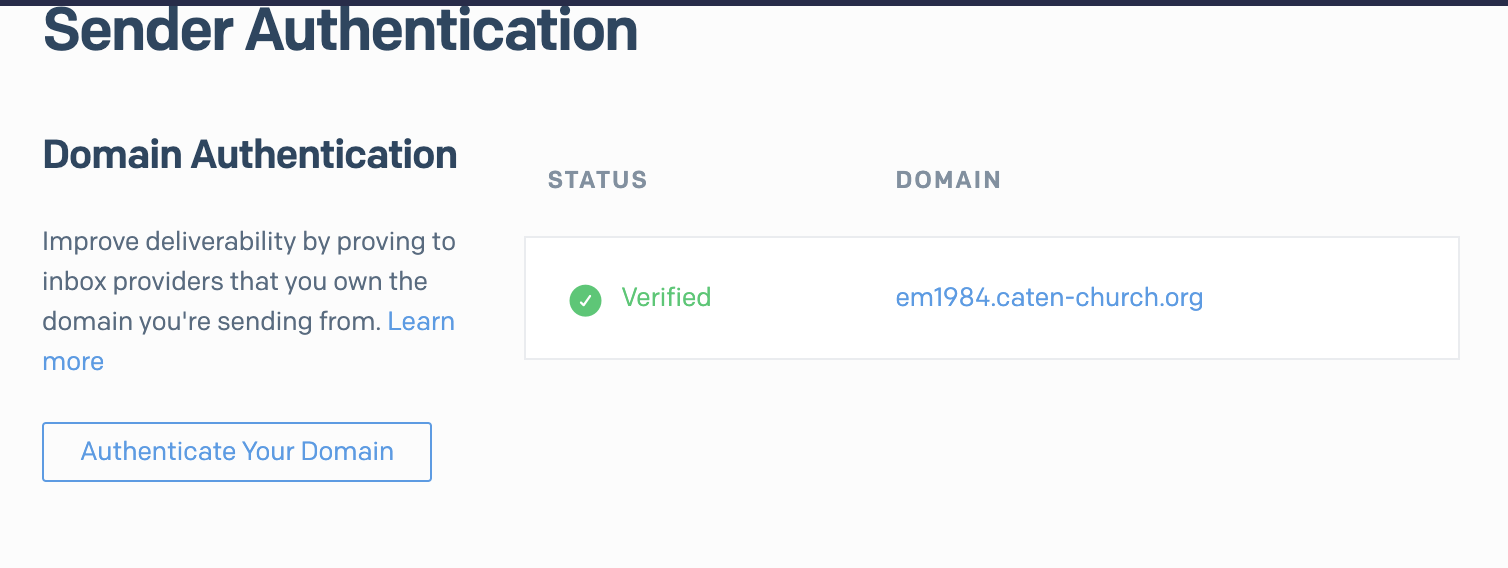 Sender Authentication
Domain Authentication
STATUS
DOMAIN
Improve deliverability by proving to
inbox providers that you own the
domain you're sending from. Learn
more
Verified
em1984.caten-church.org
Authenticate Your Domain